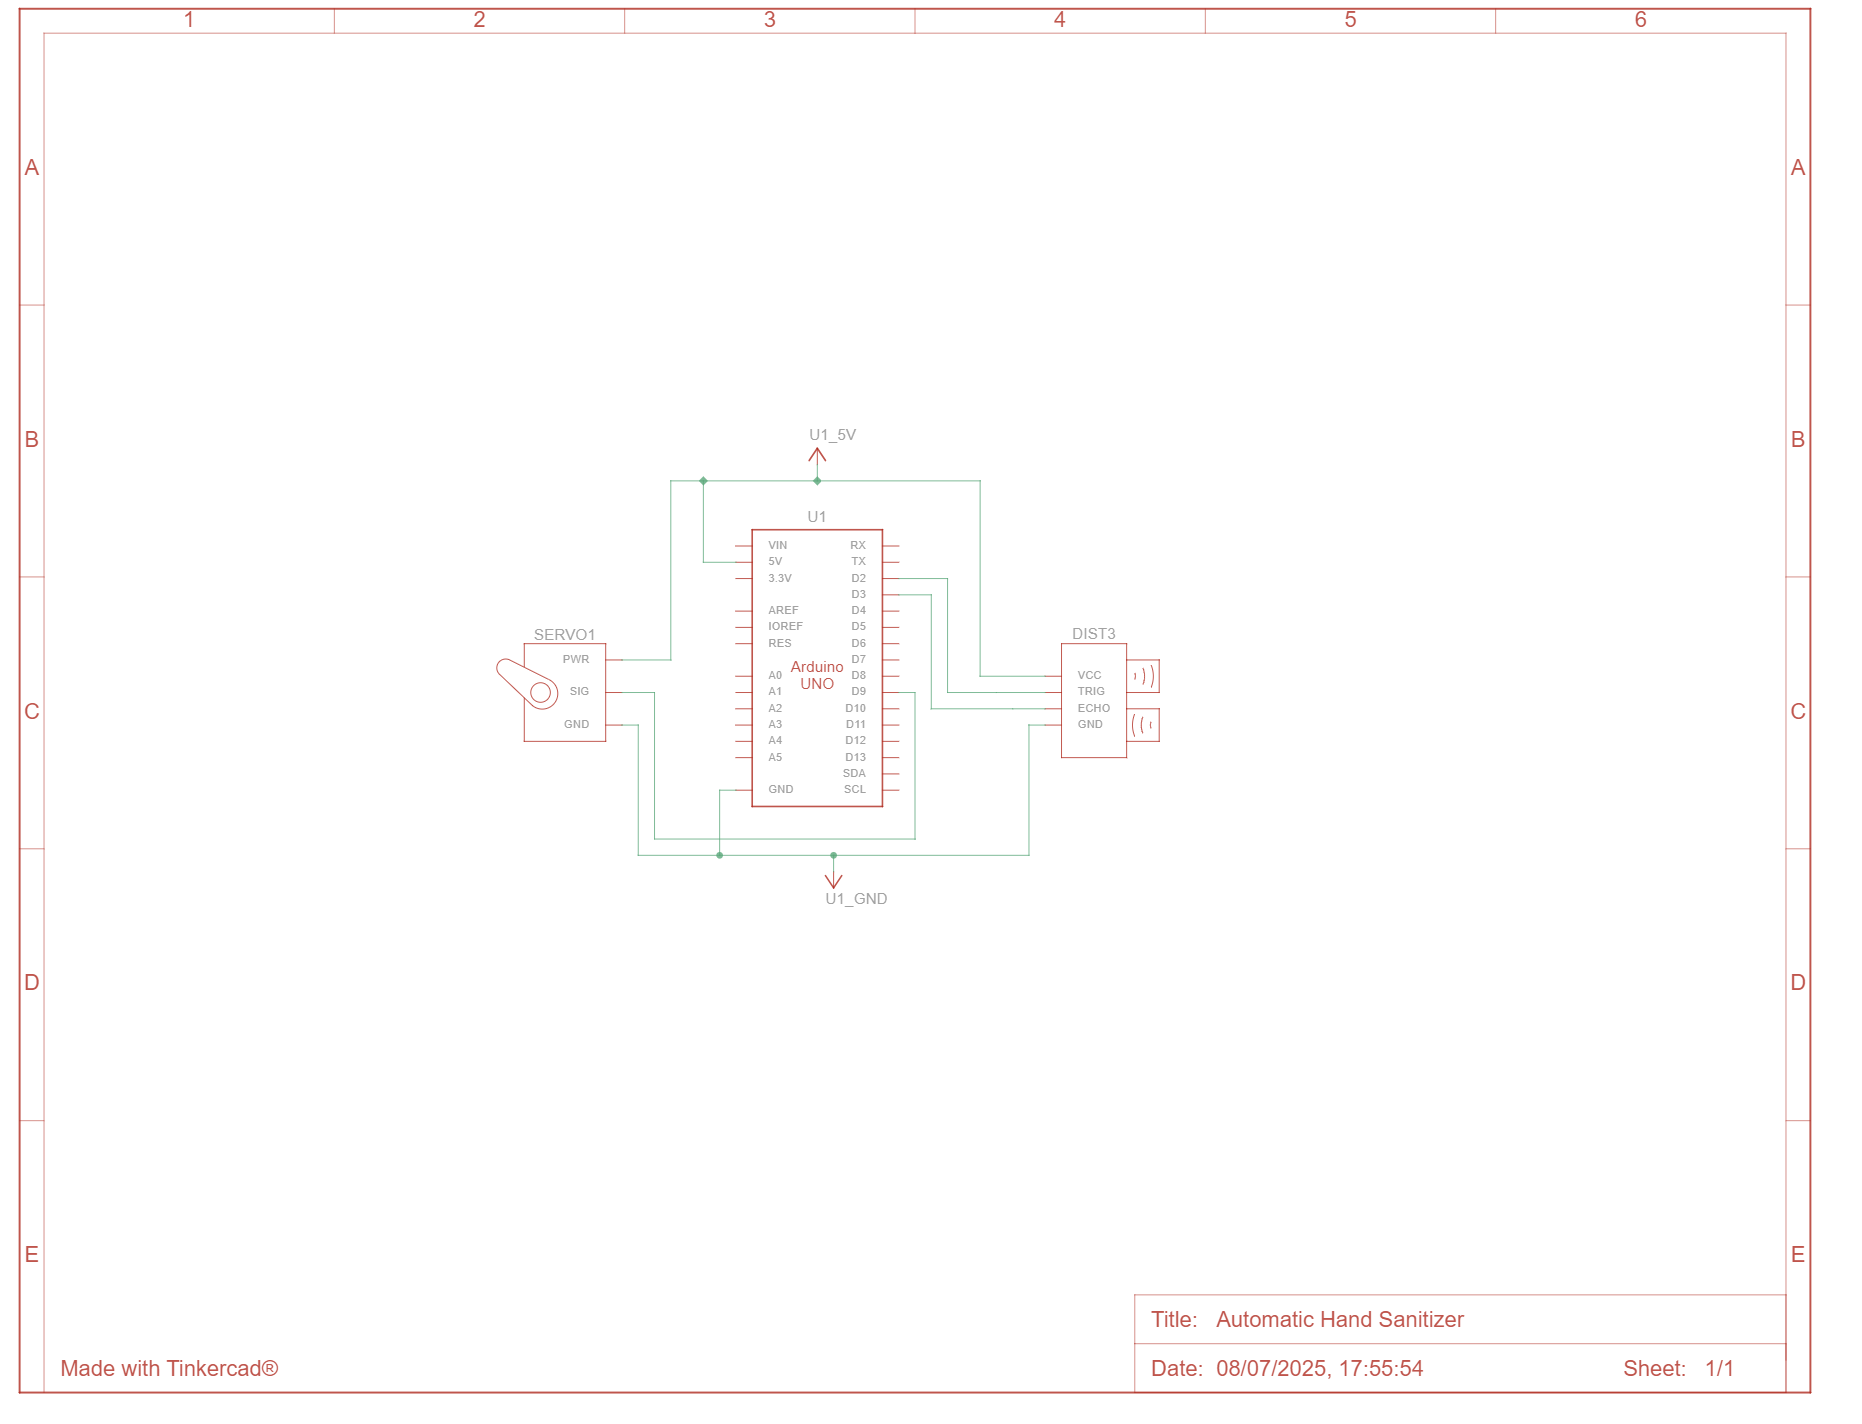 1 2 3 4 5 6
A A
B B
U1_5V
U1
VIN RX
5V TX
3.3V D2
D3
AREF D4
IOREF D5
RES D6
SERVO1 DIST3
PWR D7
Arduino
UNO
A0 D8 VCC
SIG A1 D9 TRIG
A2 D10 ECHO
C C
GND A3 D11 GND
A4 D12
A5 D13
SDA
GND SCL
U1_GND
D D
E E
Title: Automatic Hand Sanitizer
Made with Tinkercad®
Date: 08/07/2025, 17:55:54 Sheet: 1/1